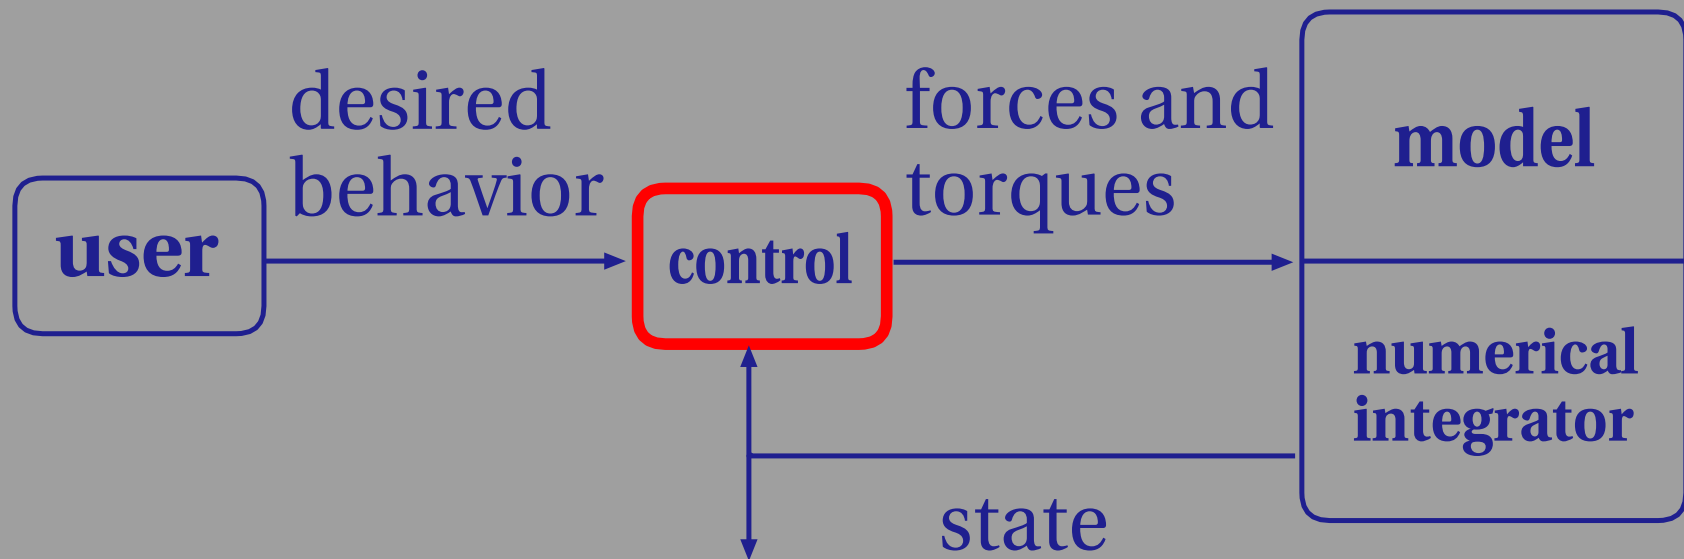 desired
behavior
forces and
torques
model
user
control
numerical
integrator
state